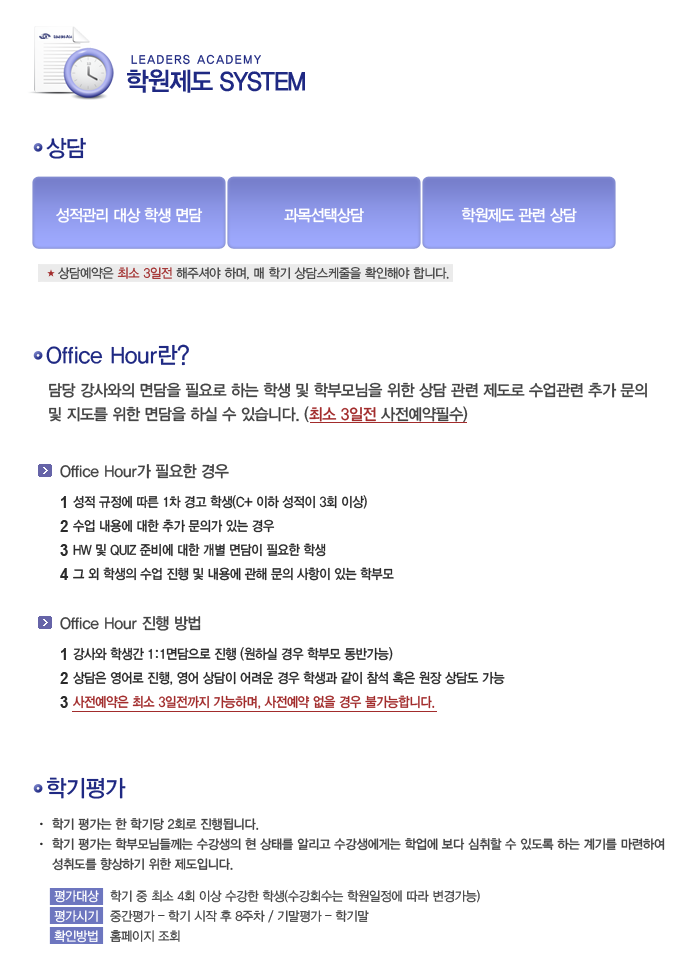 LEADERS ACADEMY
학원제도 SYSTEM
상담
성적관리 대상 학생 면담
과목선택상담
학원제도 관련 상담
★ 상담예약은 최소 3일전 해주셔야 하며, 매 학기 상담스케줄을 확인해야 합니다.
Office Hour란?
담당 강사와의 면담을 필요로 하는 학생 및 학부모님을 위한 상담 관련 제도로 수업관련 추가 문의
및 지도를 위한 면담을 하실 수 있습니다. (최소 3일전 사전예약필수)
Office Hour가 필요한 경우
1 성적 규정에 따른 1차 경고 학생(C+ 이하 성적이 3회 이상)
2 수업 내용에 대한 추가 문의가 있는 경우
3 HW 및 QUIZ 준비에 대한 개별 면담이 필요한 학생
4 그 외 학생의 수업 진행 및 내용에 관해 문의 사항이 있는 학부모
Office Hour 진행 방법
1 강사와 학생간 1:1면담으로 진행 (원하실 경우 학부모 동반가능)
2 상담은 영어로 진행, 영어 상담이 어려운 경우 학생과 같이 참석 혹은 원장 상담도 가능
3 사전예약은 최소 3일전까지 가능하며, 사전예약 없을 경우 불가능합니다.
학기평가
· 학기 평가는 한 학기당 2회로 진행됩니다.
· 학기 평가는 학부모님들께는 수강생의 현 상태를 알리고 수강생에게는 학업에 보다 심취할 수 있도록 하는 계기를 마련하여
성취도를 향상하기 위한 제도입니다.
평가대상 학기 중 최소 4회 이상 수강한 학생(수강회수는 학원일정에 따라 변경가능)
평가시기 중간평가 - 학기 시작 후 8주차 / 기말평가 - 학기말
확인방법 홈페이지 조회